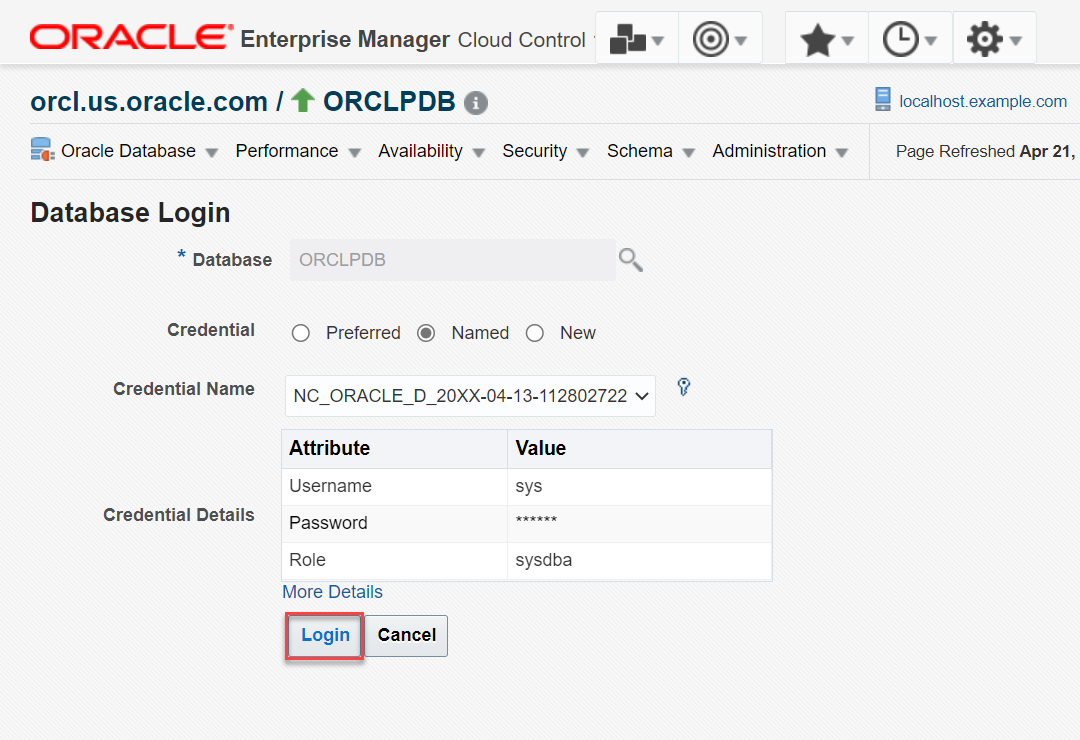 ORACLE® Enterprise Manager Cloud Control
orcl.us.oracle.com / ORCLPDB
localhost.example.com
Oracle Database Performance Availability Security Schema Administration Page Refreshed Apr 21,
Database Login
* Database ORCLPDB
Credential Preferred Named New
Credential Name NC_ORACLE_D_20XX-04-13-112802722
Attribute Value
Username sys
Credential Details
Password ******
Role sysdba
More Details
Login Cancel